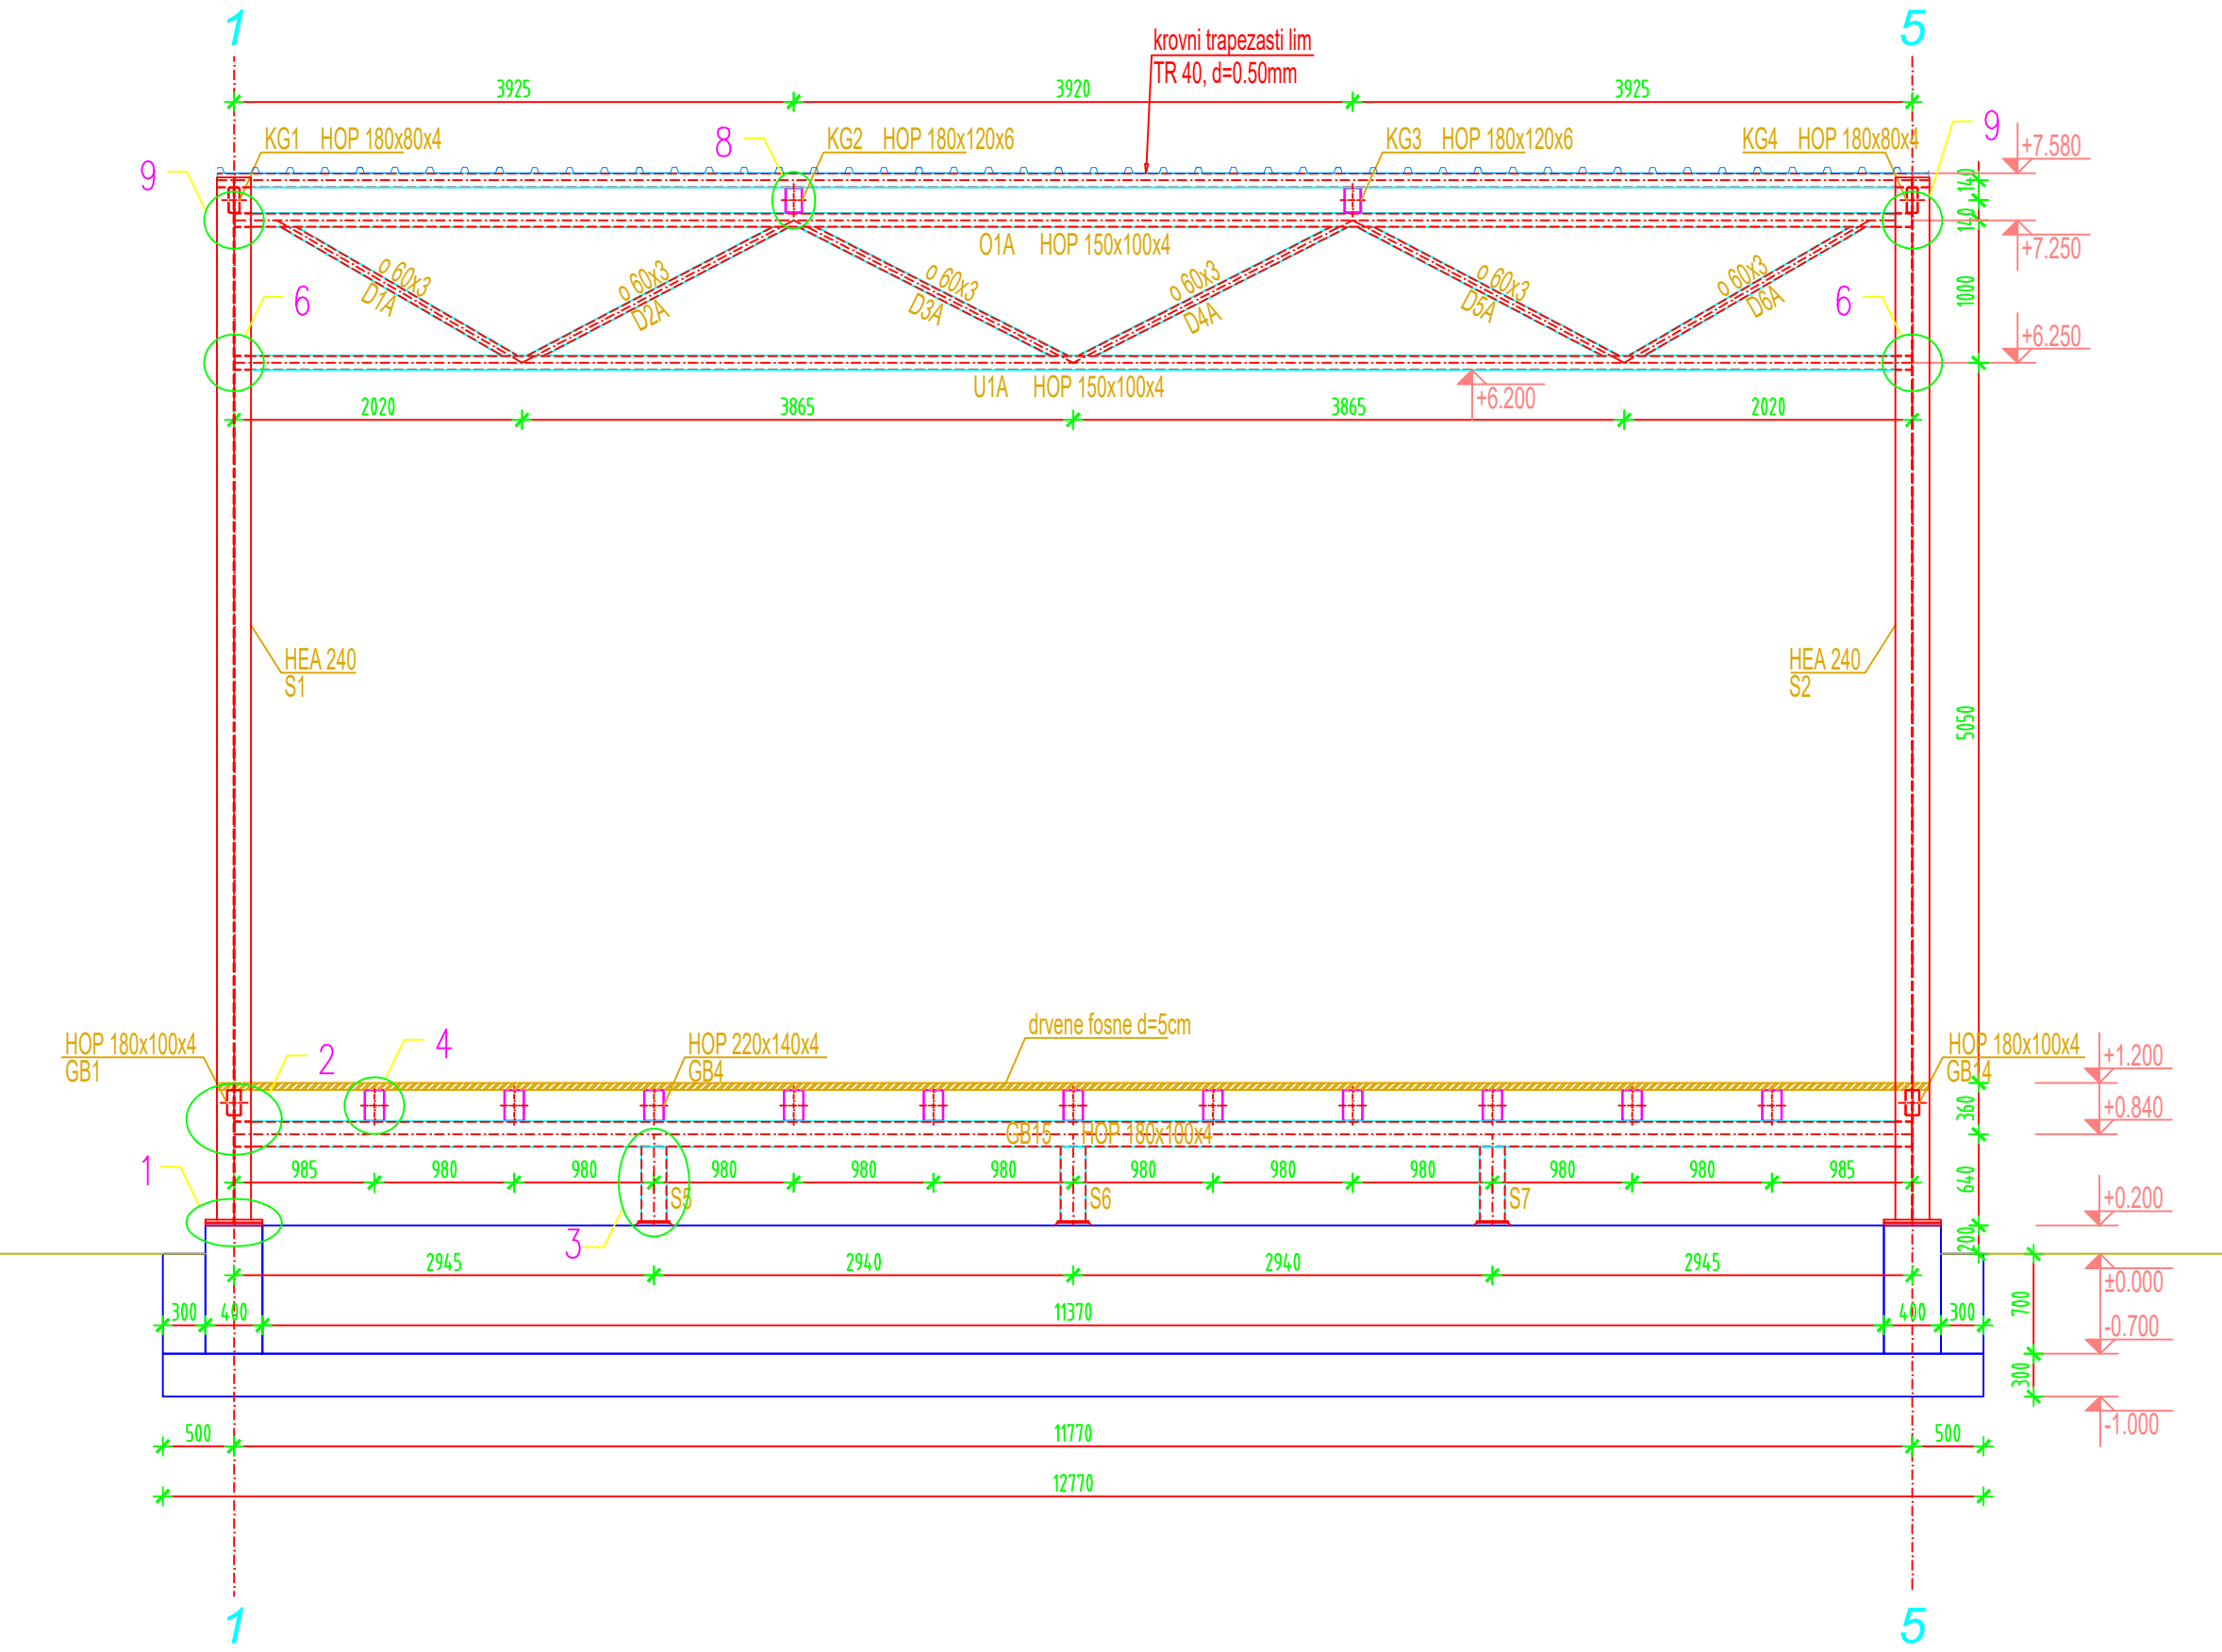 1
5
krovni trapezasti lim
TR 40, d=0.50mm
3925
3920
3925
KG1 HOP 180x80x4
8
KG2 HOP 180x120x6
KG3 HOP 180x120x6
KG4 HOP 180x80x4
9
9
+7.580
140
140
+7.250
O1A HOP 150x100x4
o 60x3
D1A
o 60x3
D2A
o 60x3
D3A
o 60x3
D4A
o 60x3
D5A
o 60x3
D6A
6
6
1000
+6.250
U1A HOP 150x100x4
+6.200
2020
3865
3865
2020
HEA 240
S1
HEA 240
S2
5050
HOP 180x100x4
GB1
2
4
HOP 220x140x4
GB4
drvene fosne d=5cm
HOP 180x100x4
GB14
+1.200
360
+0.840
GB15 HOP 180x100x4
1
985
980
980
980
980
980
980
980
980
980
980
985
640
S5
S6
S7
+0.200
3
200
2945
2940
2940
2945
±0.000
300
400
11370
400
300
700
-0.700
300
-1.000
500
11770
500
12770
1
5